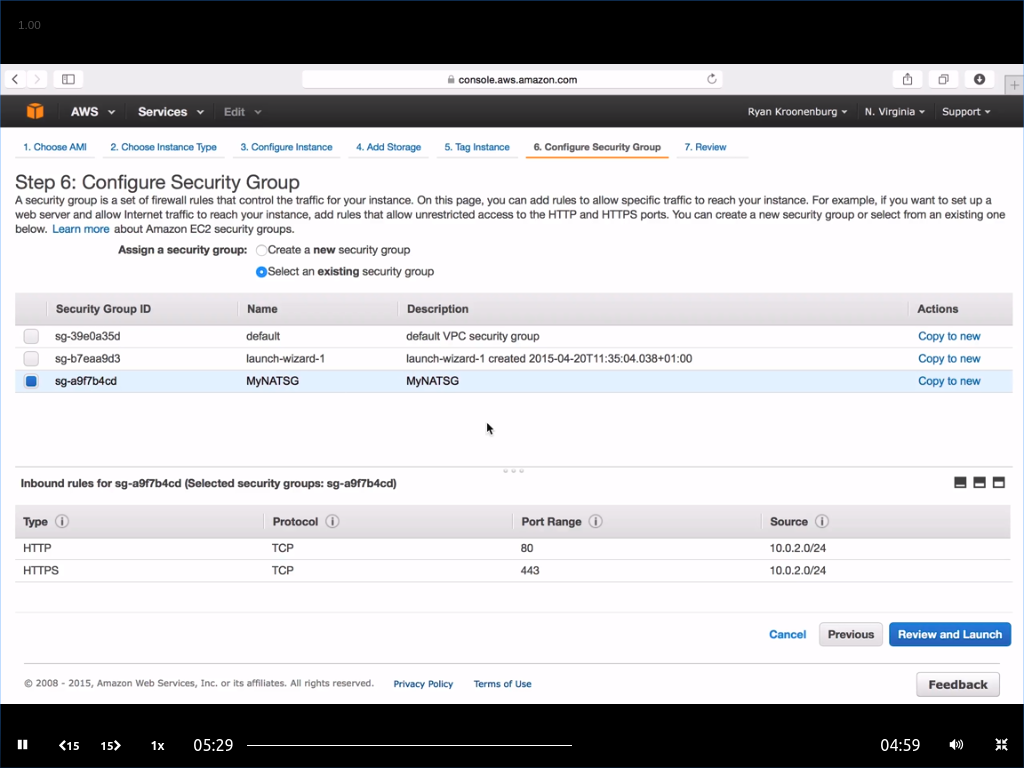 1.00
console.aws.amazon.com
AWS Services Edit Ryan Kroonenburg N. Virginia Support
1. Choose AMI 2. Choose Instance Type 3. Configure Instance 4. Add Storage 5. Tag Instance 6. Configure Security Group 7. Review
Step 6: Configure Security Group
A security group is a set of firewall rules that control the traffic for your instance. On this page, you can add rules to allow specific traffic to reach your instance. For example, if you want to set up a
web server and allow Internet traffic to reach your instance, add rules that allow unrestricted access to the HTTP and HTTPS ports. You can create a new security group or select from an existing one
below. Learn more about Amazon EC2 security groups.
Assign a security group: Create a new security group
Select an existing security group
Security Group ID Name Description Actions
sg-39e0a35d default default VPC security group Copy to new
sg-b7eaa9d3 launch-wizard-1 launch-wizard-1 created 2015-04-20T11:35:04.038+01:00 Copy to new
sg-a9f7b4cd MyNATSG MyNATSG Copy to new
Inbound rules for sg-a9f7b4cd (Selected security groups: sg-a9f7b4cd)
Type Protocol Port Range Source
HTTP TCP 80 10.0.2.0/24
HTTPS TCP 443 10.0.2.0/24
Cancel Previous Review and Launch
© 2008 - 2015, Amazon Web Services, Inc. or its affiliates. All rights reserved. Privacy Policy Terms of Use Feedback
15 15 1x 05:29 04:59